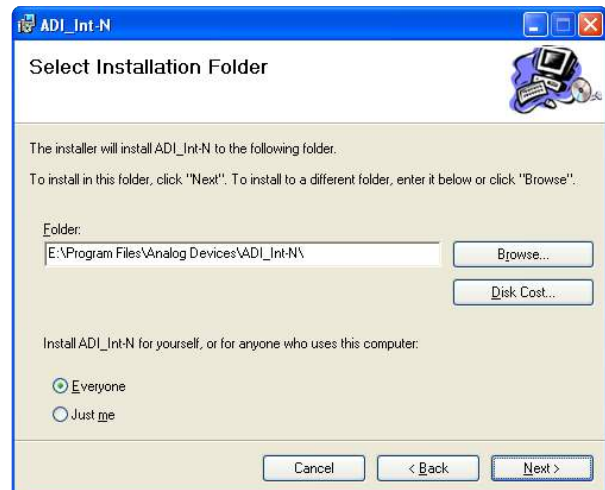 ADI_Int-N
Select Installation Folder
The installer will install ADI_Int-N to the following folder.
To install in this folder, click "Next". To install to a different folder, enter it below or click "Browse".
Folder:
E:\Program Files\Analog Devices\ADI_Int-N\
Browse...
Disk Cost...
Install ADI_Int-N for yourself, or for anyone who uses this computer:
Everyone
Just me
Cancel
< Back
Next >